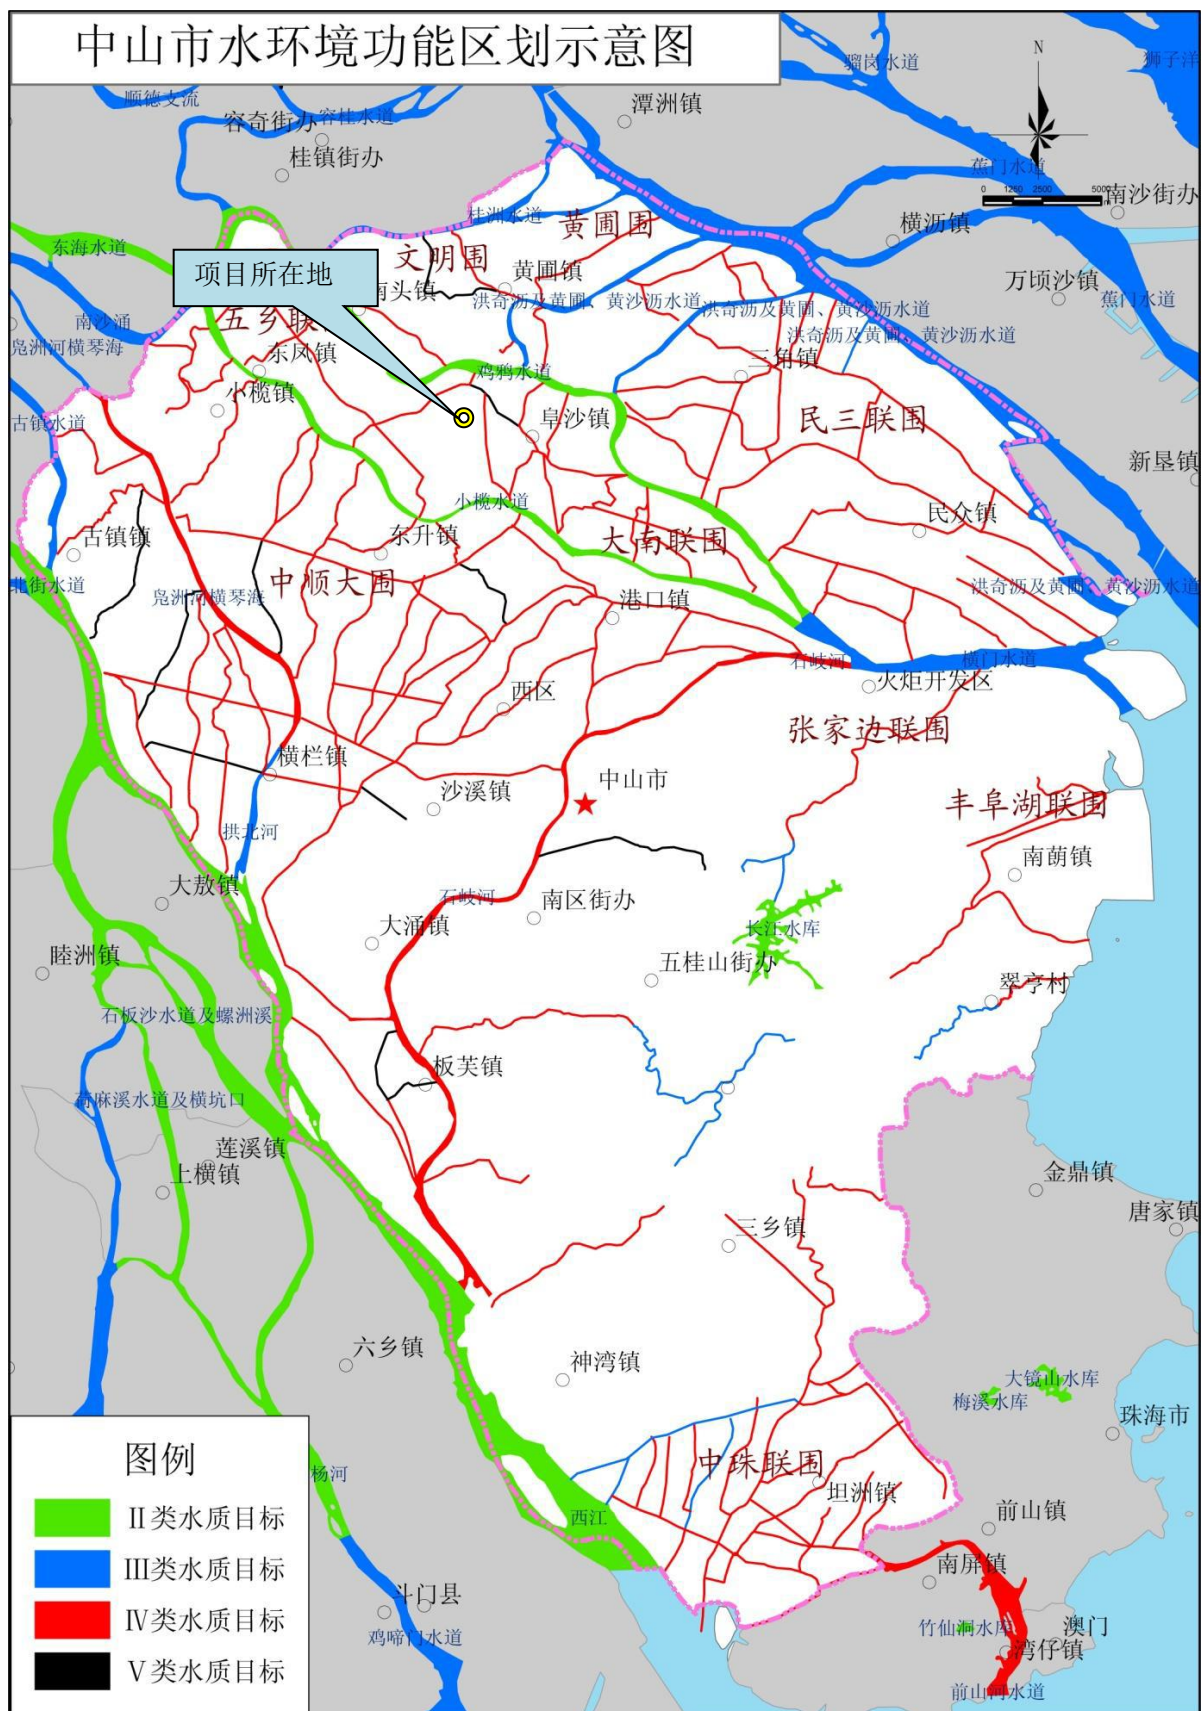 中山市水环境功能区划示意图
N
骝岗水道
狮子洋
顺德支流
容奇街办
容桂水道
潭洲镇
桂镇街办
蕉门水道
0 1250 2500 5000
南沙街办
桂洲水道
黄圃围
横沥镇
东海水道
文明围
项目所在地
黄圃镇
万顷沙镇
南头镇
洪奇沥及黄圃、黄沙沥水道
洪奇沥及黄圃、黄沙沥水道
蕉门水道
南沙涌
五乡联
洪奇沥及黄圃、黄沙沥水道
凫洲河横琴海
东凤镇
鸡鸦水道
三角镇
小榄镇
古镇水道
阜沙镇
民三联围
新垦镇
小榄水道
古镇镇
东升镇
大南联围
民众镇
北街水道
凫洲河横琴海
中顺大围
港口镇
洪奇沥及黄圃、黄沙沥水道
石岐河
横门水道
西区
火炬开发区
张家边联围
横栏镇
中山市
沙溪镇
丰阜湖联围
拱北河
南蓢镇
大敖镇
石岐河
南区街办
大涌镇
长江水库
睦洲镇
五桂山街办
翠亨村
石板沙水道及螺洲溪
板芙镇
荷麻溪水道及横坑口
莲溪镇
上横镇
金鼎镇
唐家镇
三乡镇
六乡镇
神湾镇
大镜山水库
梅溪水库
珠海市
图例
中珠联围
杨河
坦洲镇
II类水质目标
西江
前山镇
III类水质目标
南屏镇
斗门县
IV类水质目标
竹仙洞水库
澳门
鸡啼门水道
湾仔镇
V类水质目标
前山河水道